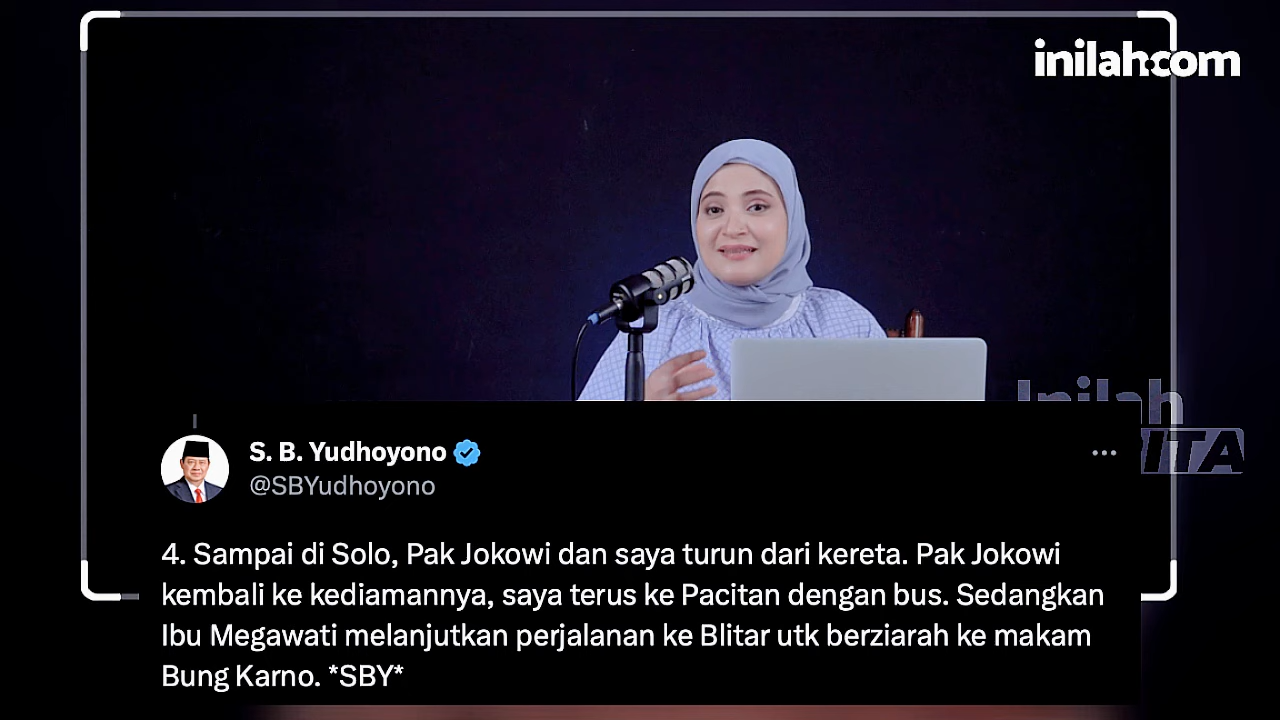 inilah.com
Inilah
ITA
S. B. Yudhoyono
@SBYudhoyono
4. Sampai di Solo, Pak Jokowi dan saya turun dari kereta. Pak Jokowi
kembali ke kediamannya, saya terus ke Pacitan dengan bus. Sedangkan
Ibu Megawati melanjutkan perjalanan ke Blitar utk berziarah ke makam
Bung Karno. *SBY*